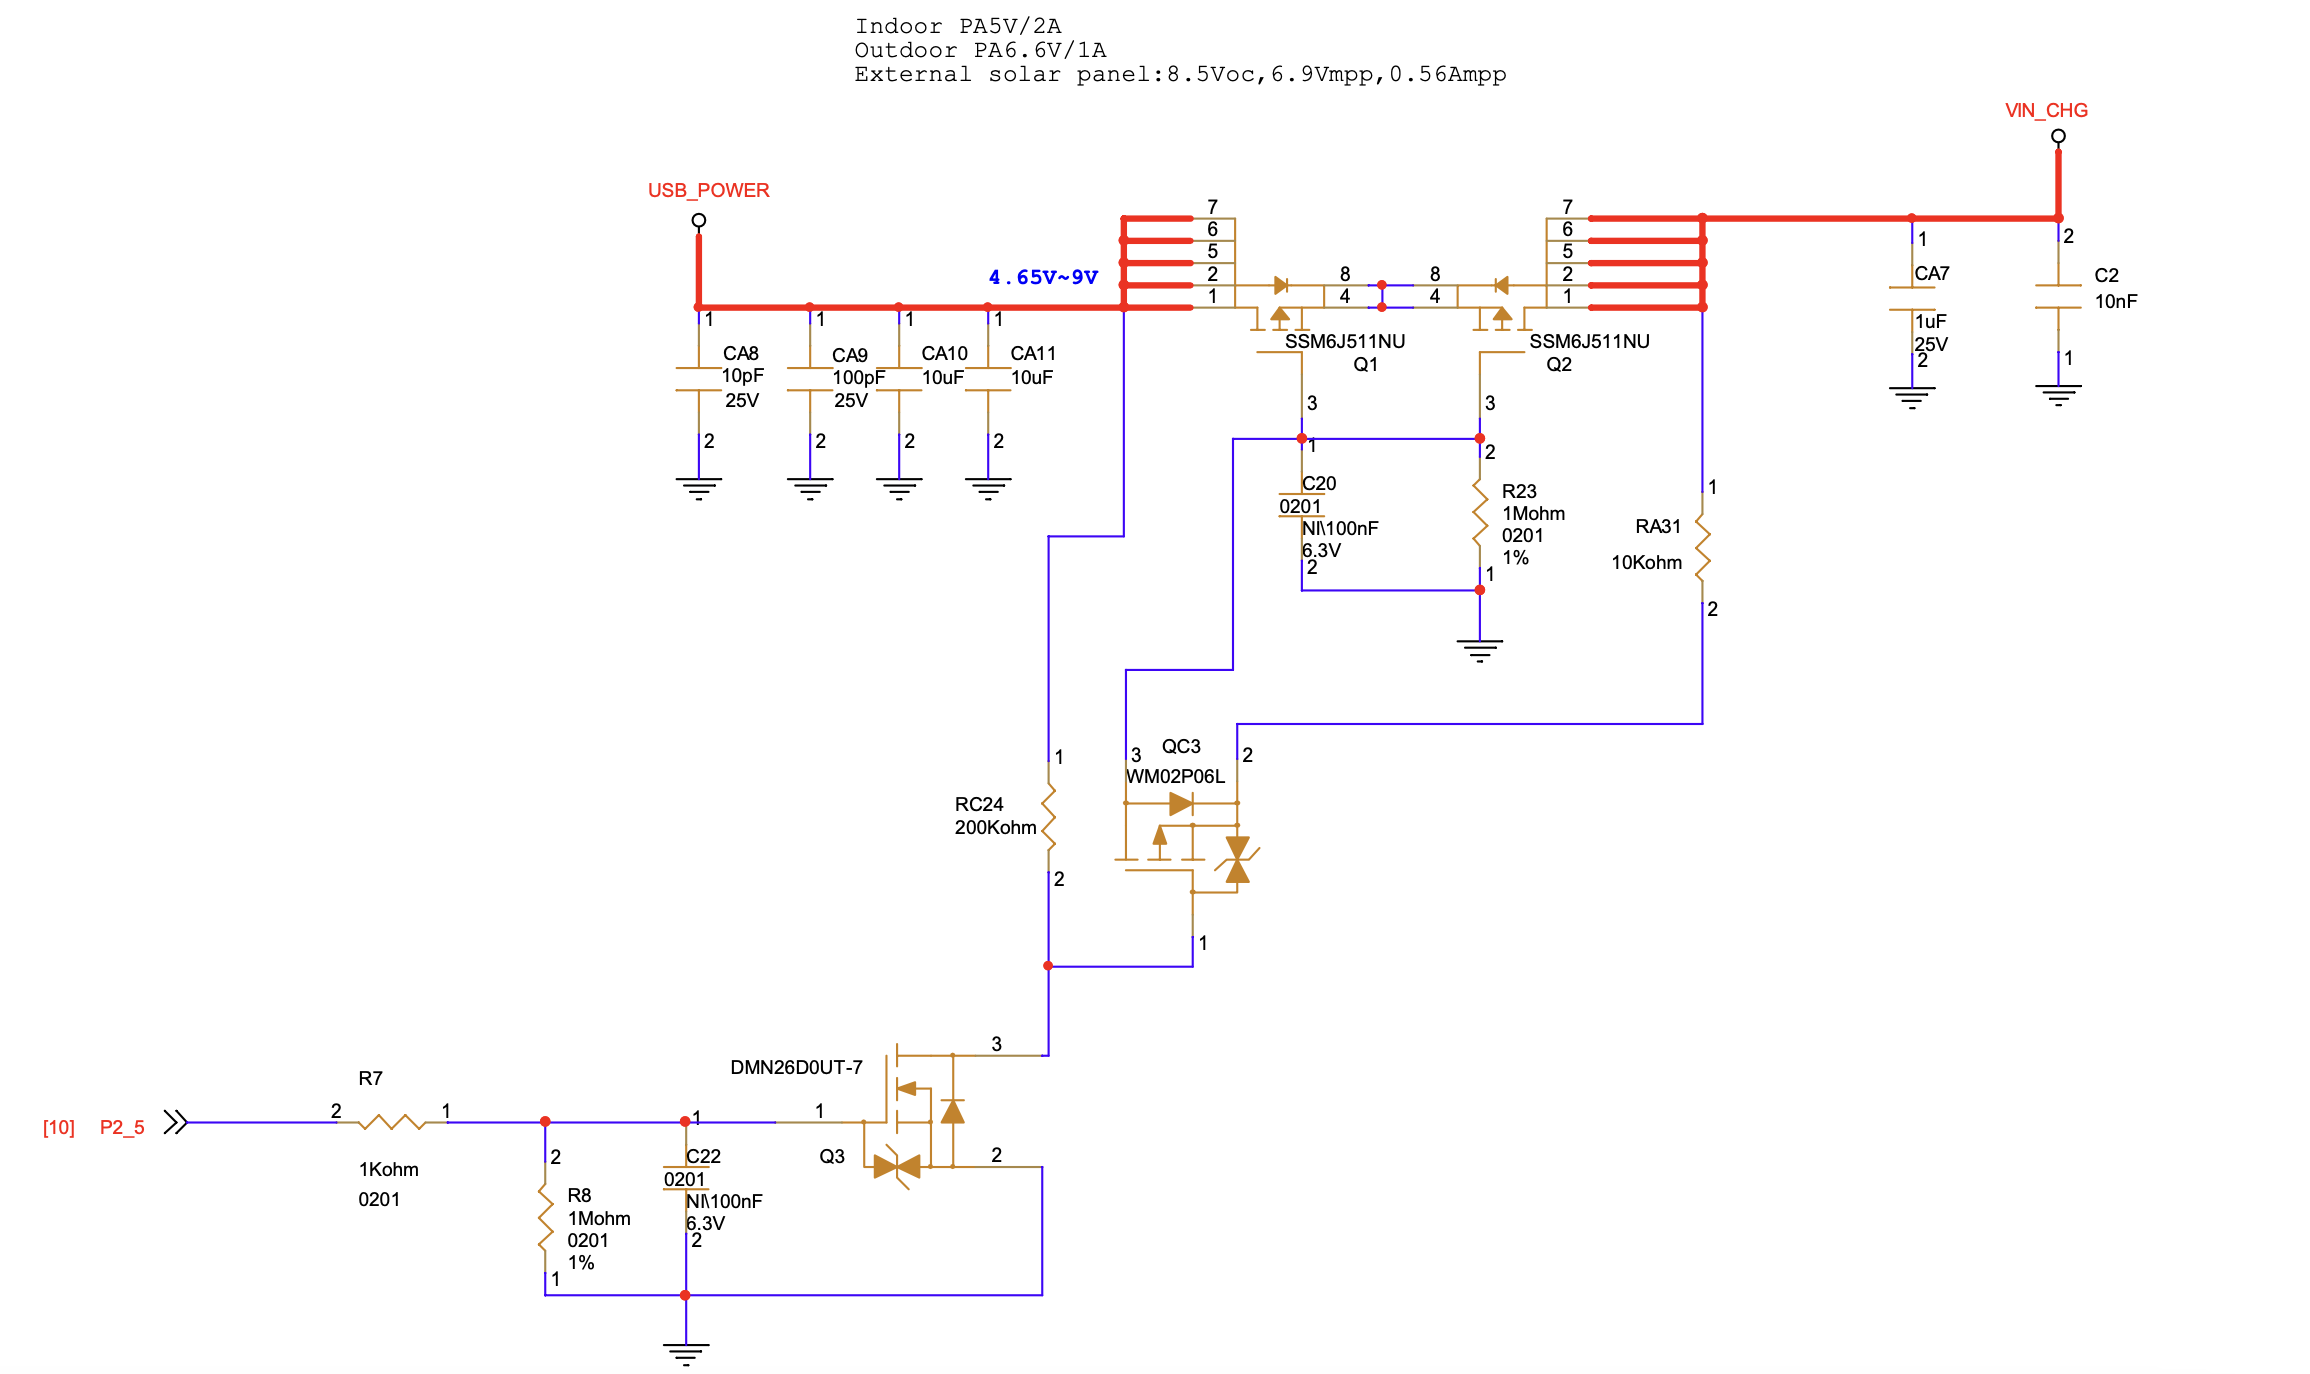 Indoor PA5V/2A
Outdoor PA6.6V/1A
External solar panel:8.5Voc,6.9Vmpp,0.56Ampp
VIN_CHG
USB_POWER
4.65V~9V
7
6
5
2
1
8
4
8
4
7
6
5
2
1
SSM6J511NU
Q1
SSM6J511NU
Q2
3
3
1
CA8
10pF
25V
2
1
CA9
100pF
25V
2
1
CA10
10uF
2
1
CA11
10uF
2
1
CA7
1uF
25V
2
2
C2
10nF
1
1
C20
0201
NI\100nF
6.3V
2
2
R23
1Mohm
0201
1%
1
1
RA31
10Kohm
2
1
RC24
200Kohm
2
QC3
WM02P06L
3
2
1
DMN26D0UT-7
Q3
3
1
2
[10] P2_5
R7
2
1
1Kohm
0201
2
R8
1Mohm
0201
1%
1
1
C22
0201
NI\100nF
6.3V
2